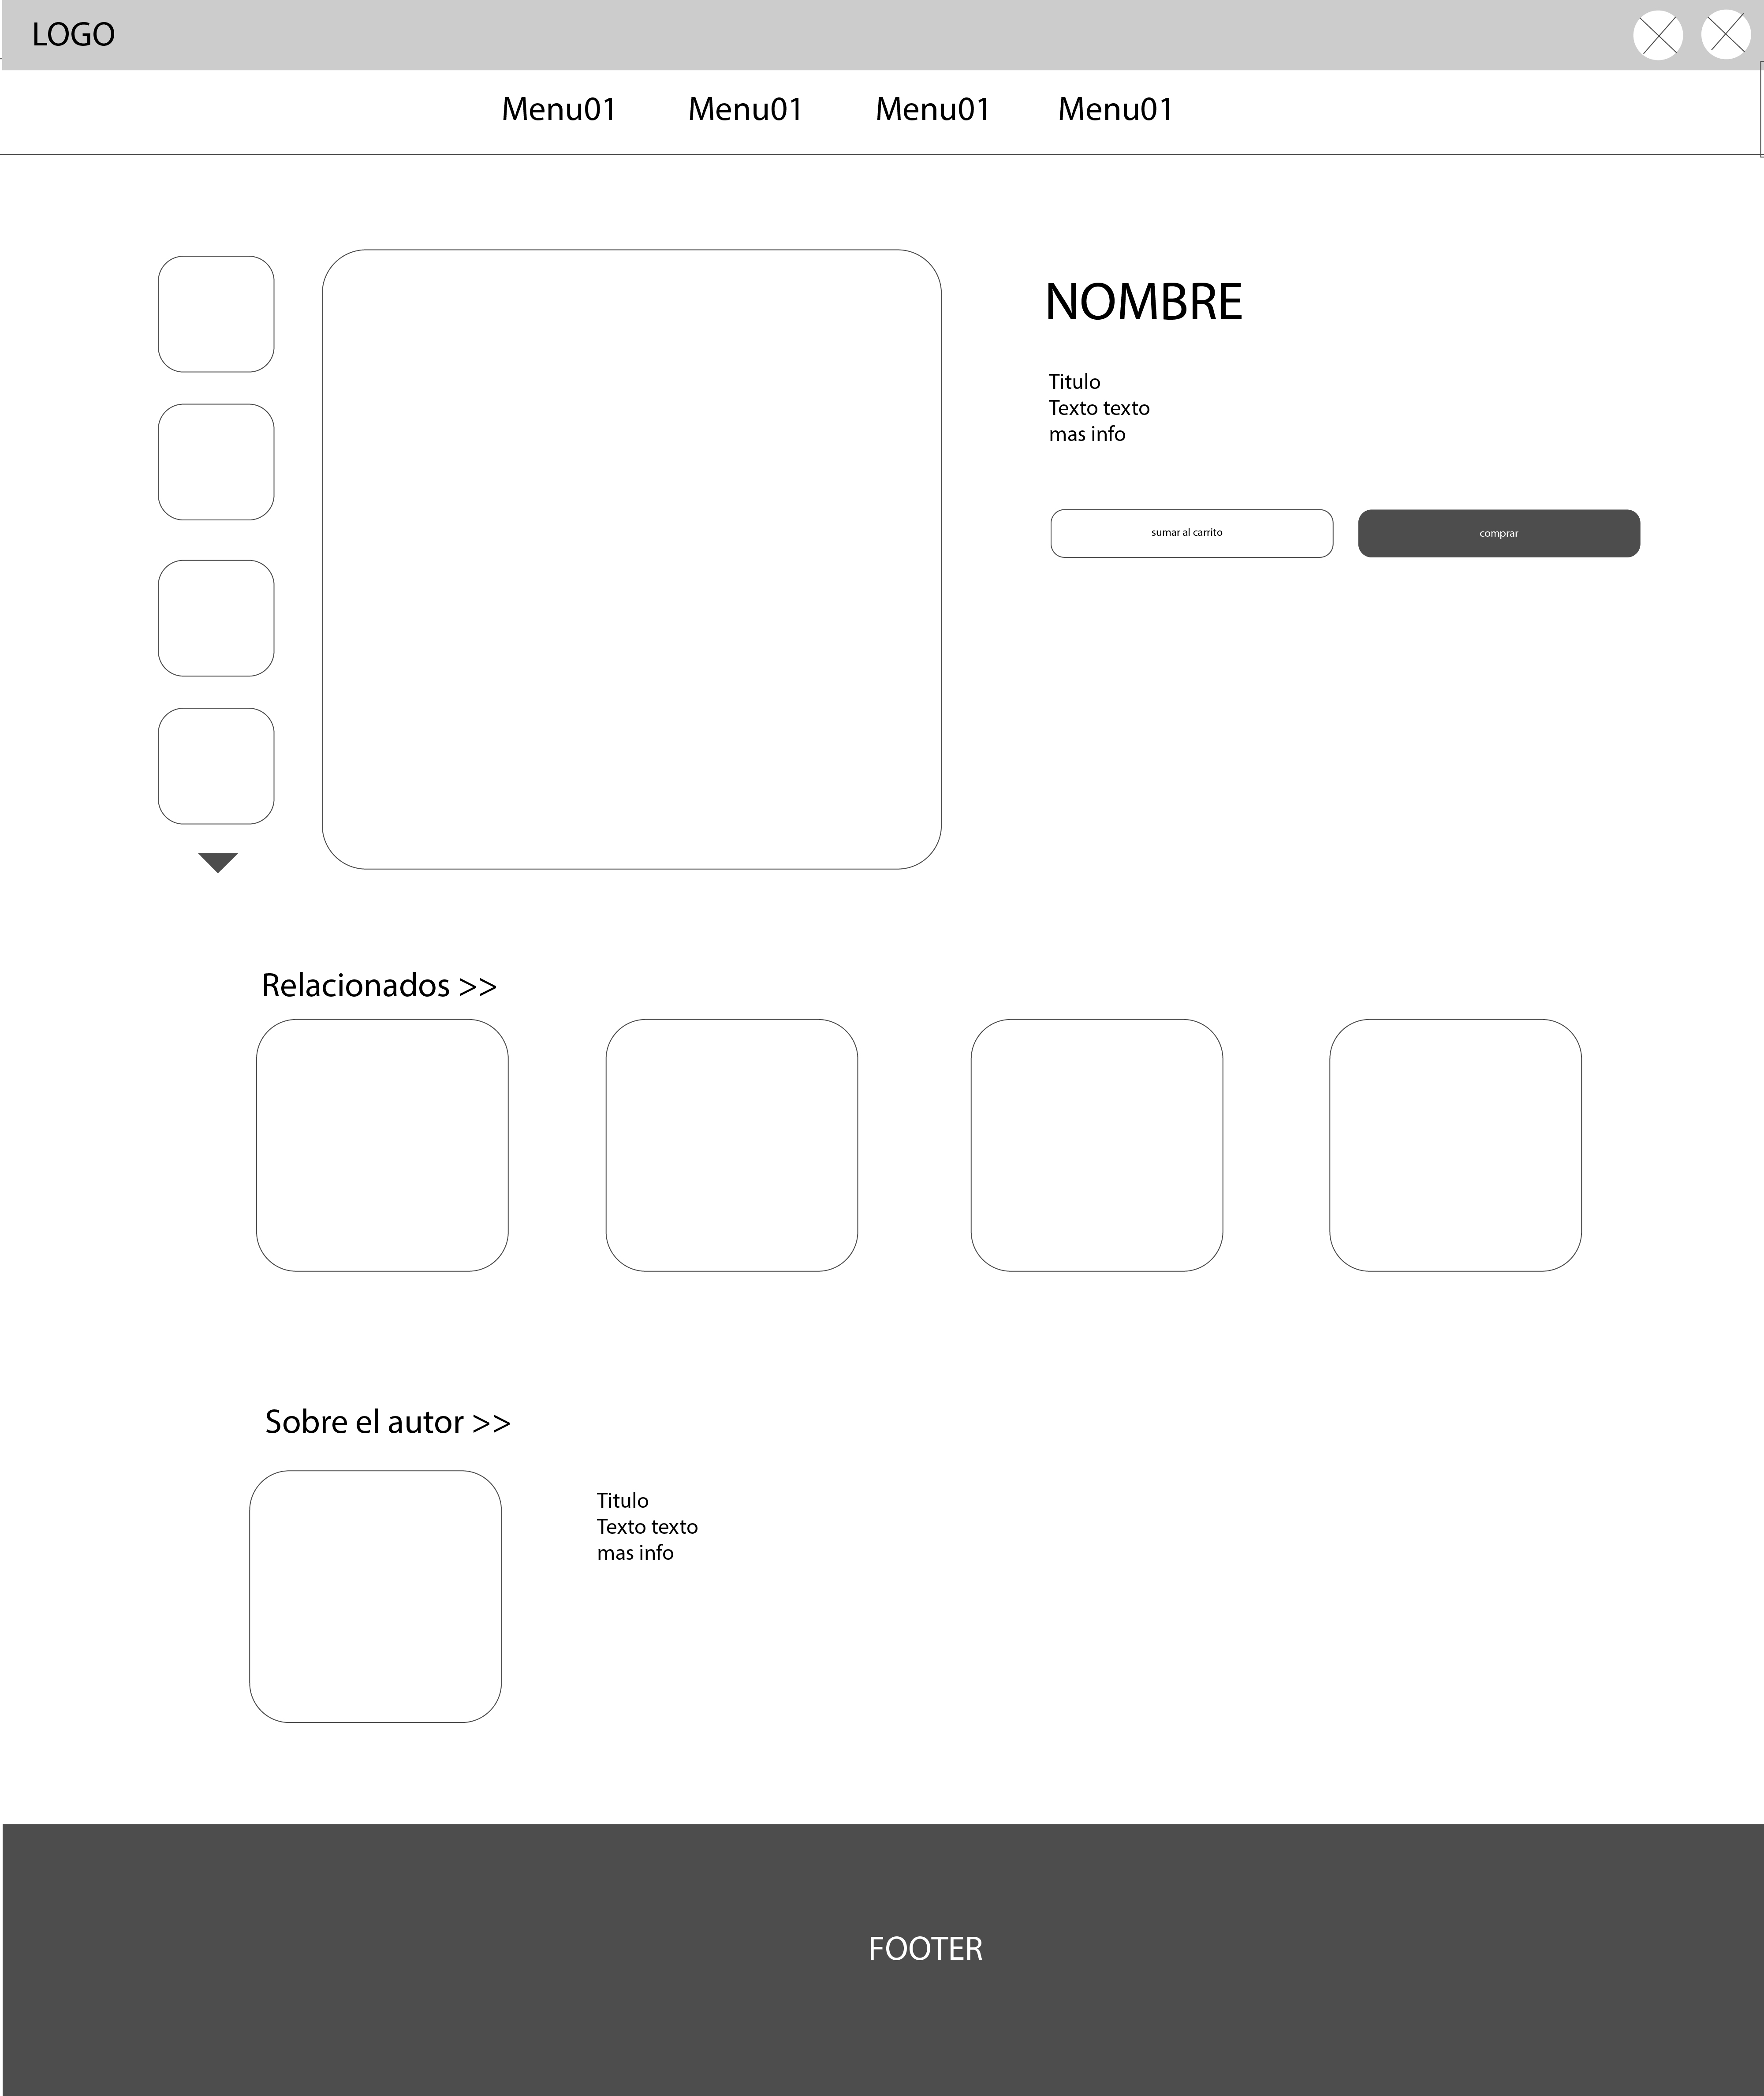 LOGO
Menu01 Menu01 Menu01 Menu01
NOMBRE
Titulo
Texto texto
mas info
sumar al carrito
comprar
Relacionados >>
Sobre el autor >>
Titulo
Texto texto
mas info
FOOTER